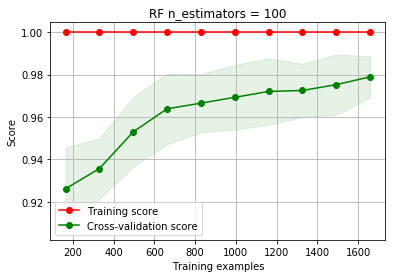 RF n_estimators = 100
1.00
0.98
0.96
0.94
0.92
Score
Training score
Cross-validation score
200 400 600 800 1000 1200 1400 1600
Training examples